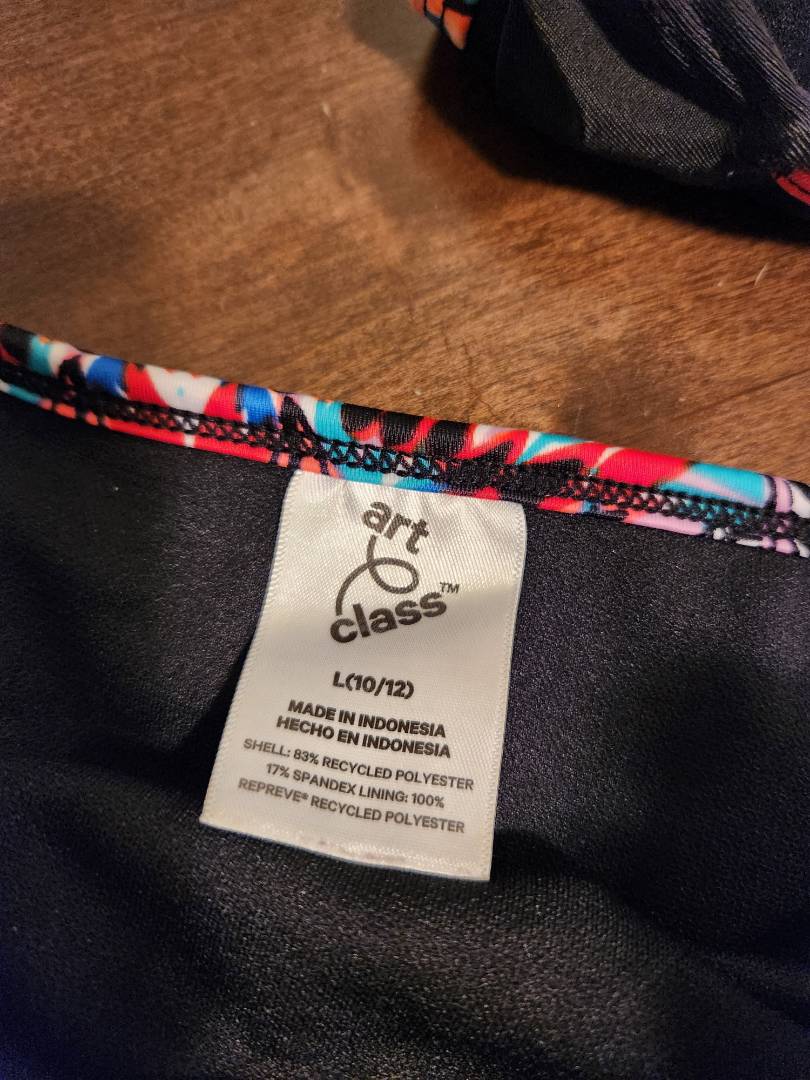 art
class™
L(10/12)
MADE IN INDONESIA
HECHO EN INDONESIA
SHELL: 83% RECYCLED POLYESTER
17% SPANDEX LINING: 100%
REPREVE® RECYCLED POLYESTER